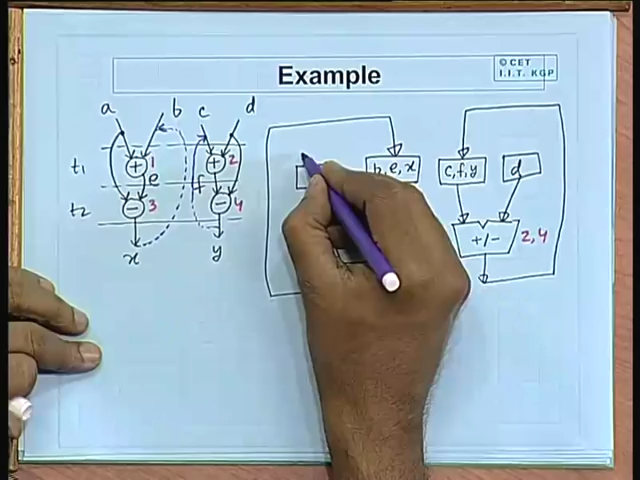 Example
© CET
I.I.T. KGP
a b c d
t₁ + 1 + 2
e f
t₂ - 3 - 4
x y
b, e, x
c, f, y
d
+/-
2, 4